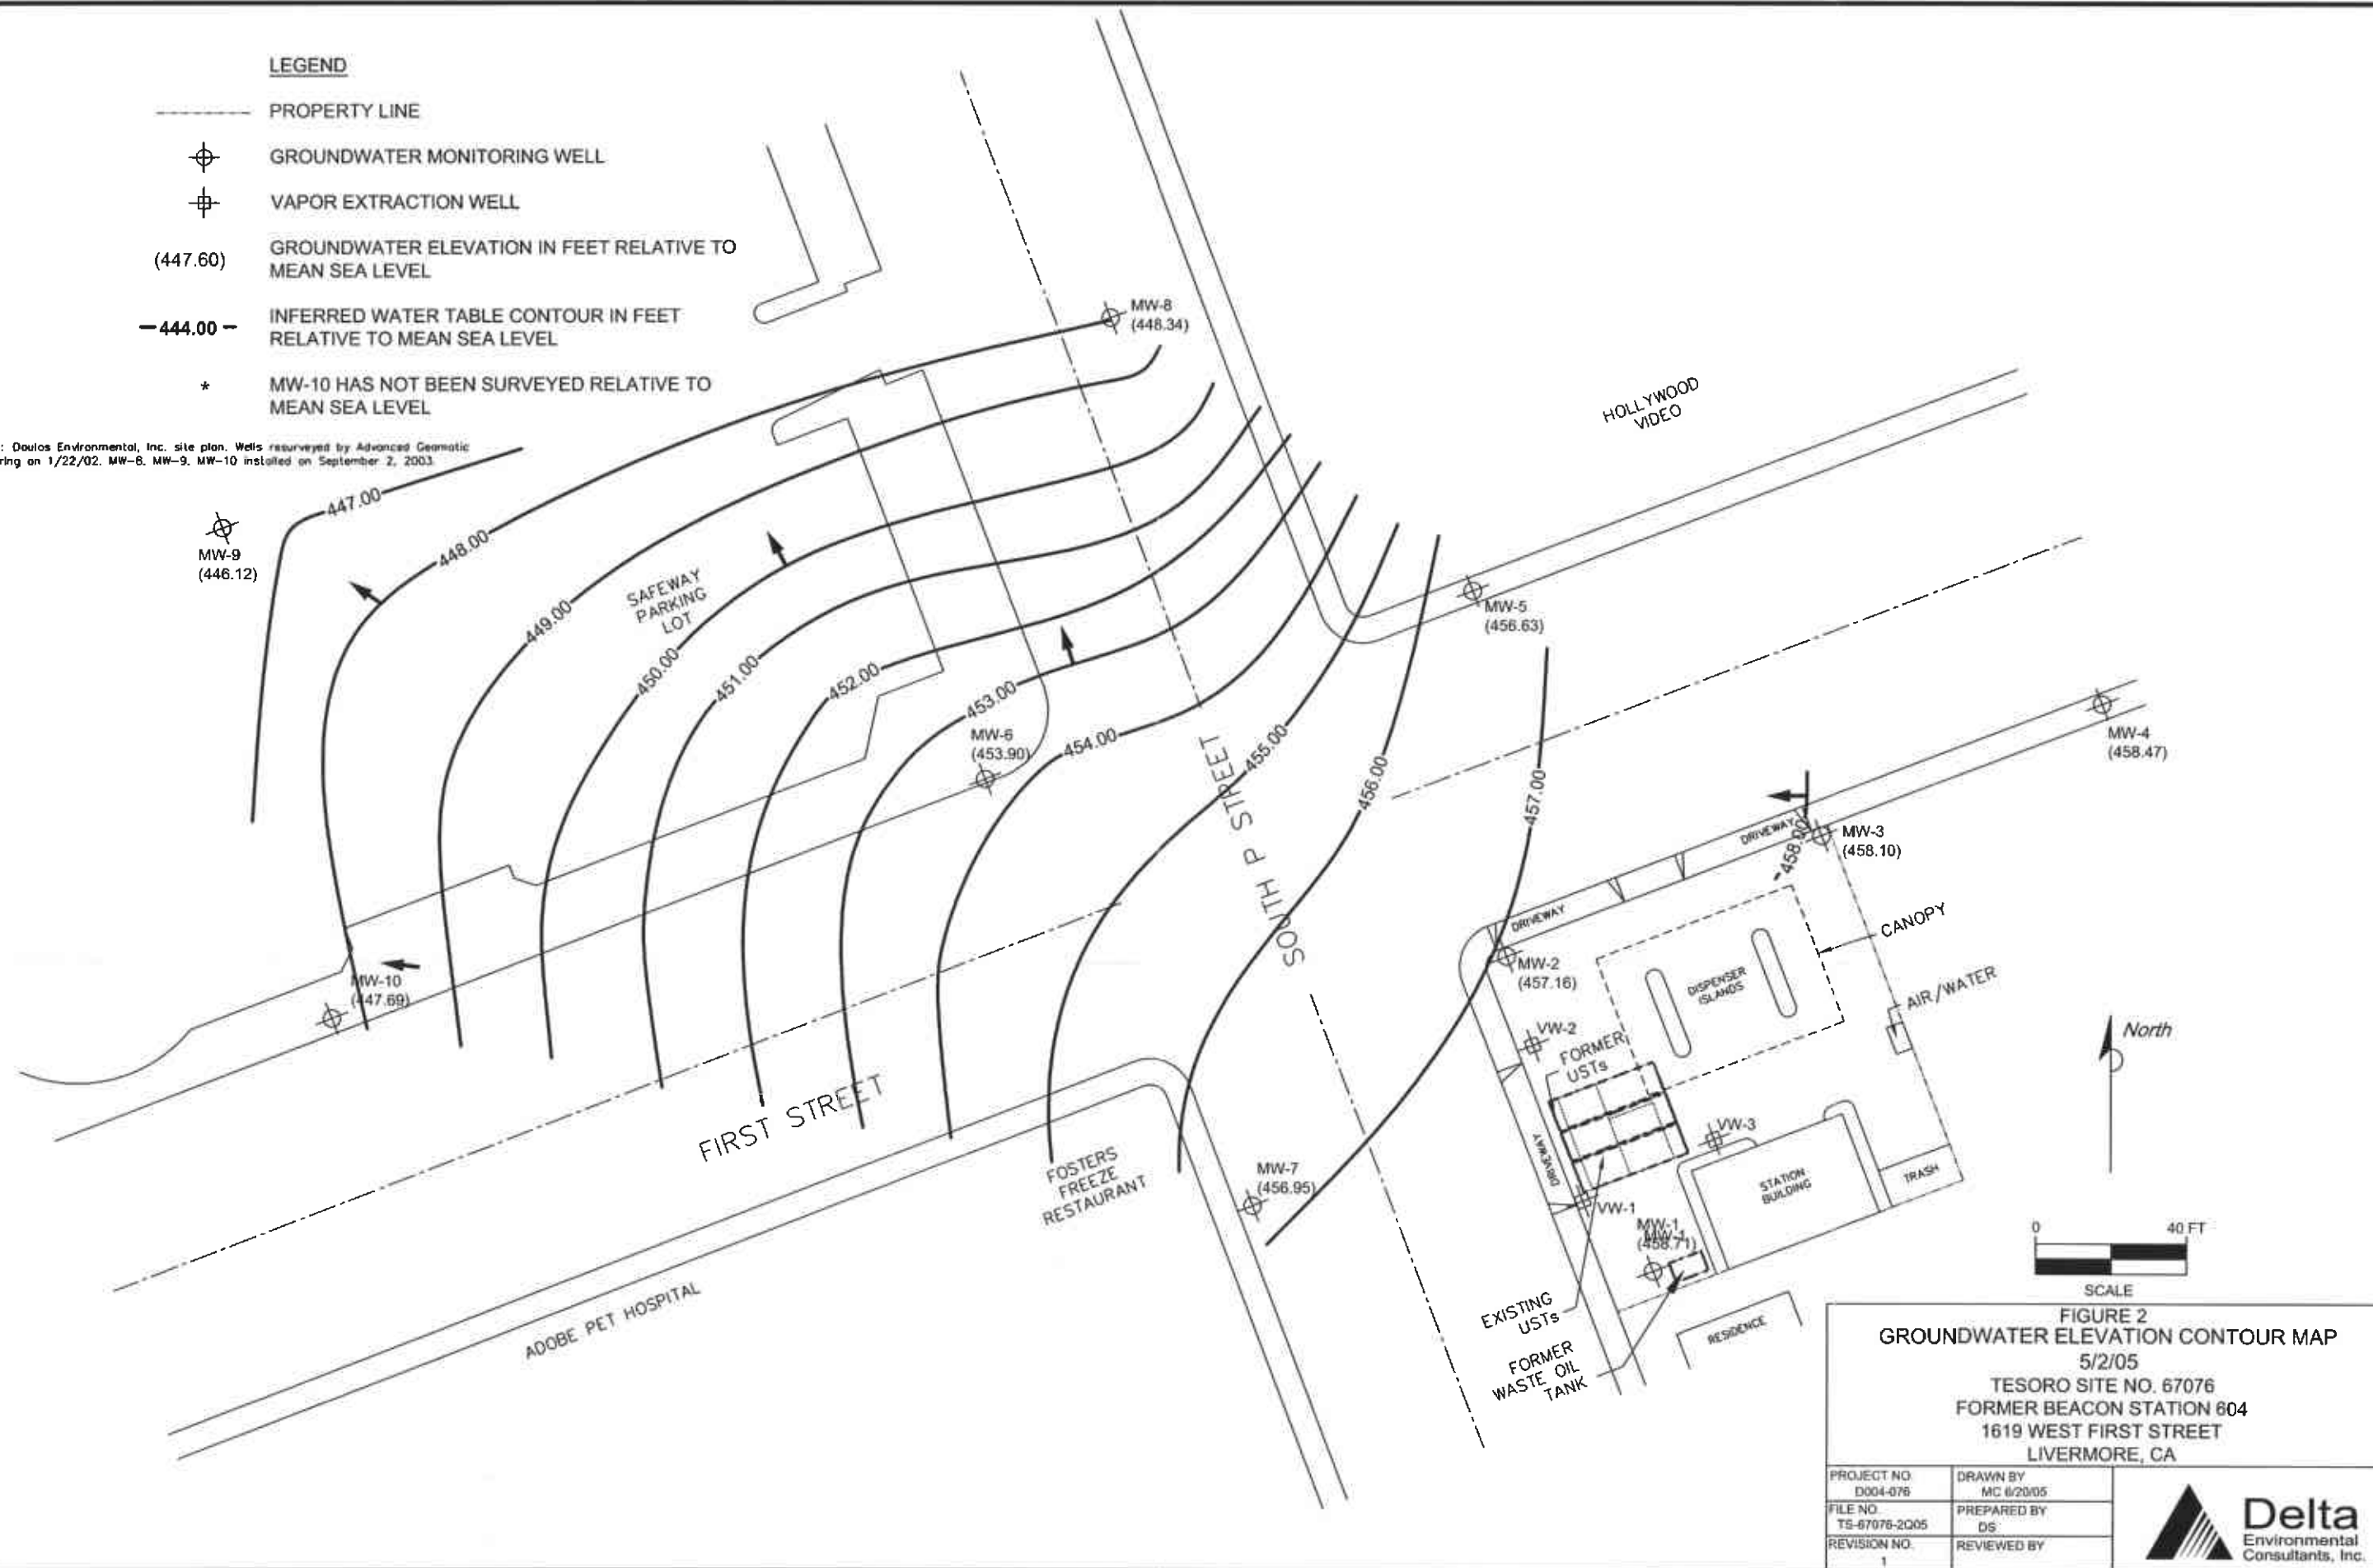 LEGEND
PROPERTY LINE
GROUNDWATER MONITORING WELL
VAPOR EXTRACTION WELL
(447.60)
GROUNDWATER ELEVATION IN FEET RELATIVE TO
MEAN SEA LEVEL
444.00
INFERRED WATER TABLE CONTOUR IN FEET
RELATIVE TO MEAN SEA LEVEL
*
MW-10 HAS NOT BEEN SURVEYED RELATIVE TO
MEAN SEA LEVEL
: Doulos Environmental, Inc. site plan. Wells resurveyed by Advanced Geomatic
ring on 1/22/02. MW-8, MW-9, MW-10 installed on September 2, 2003.
MW-8
(448.34)
HOLLYWOOD
VIDEO
447.00
448.00
MW-9
(446.12)
SAFEWAY
PARKING
LOT
449.00
450.00
451.00
452.00
453.00
454.00
455.00
456.00
457.00
458.00
MW-5
(456.63)
MW-6
(453.90)
MW-4
(458.47)
MW-3
(458.10)
DRIVEWAY
DRIVEWAY
SOUTH P STREET
CANOPY
MW-2
(457.16)
DISPENSER
ISLANDS
AIR/WATER
MW-10
(447.69)
VW-2
FORMER
USTs
North
FIRST STREET
VW-3
DRIVEWAY
FOSTERS
FREEZE
RESTAURANT
MW-7
(456.95)
STATION
BUILDING
TRASH
VW-1
MW-1
MW-1
(458.71)
0 40 FT
SCALE
ADOBE PET HOSPITAL
EXISTING
USTs
RESIDENCE
FORMER
WASTE OIL
TANK
FIGURE 2
GROUNDWATER ELEVATION CONTOUR MAP
5/2/05
TESORO SITE NO. 67076
FORMER BEACON STATION 604
1619 WEST FIRST STREET
LIVERMORE, CA
PROJECT NO.
D004-076
DRAWN BY
MC 6/20/05
FILE NO.
TS-67076-2Q05
PREPARED BY
DS
REVISION NO.
1
REVIEWED BY
Delta
Environmental
Consultants, Inc.